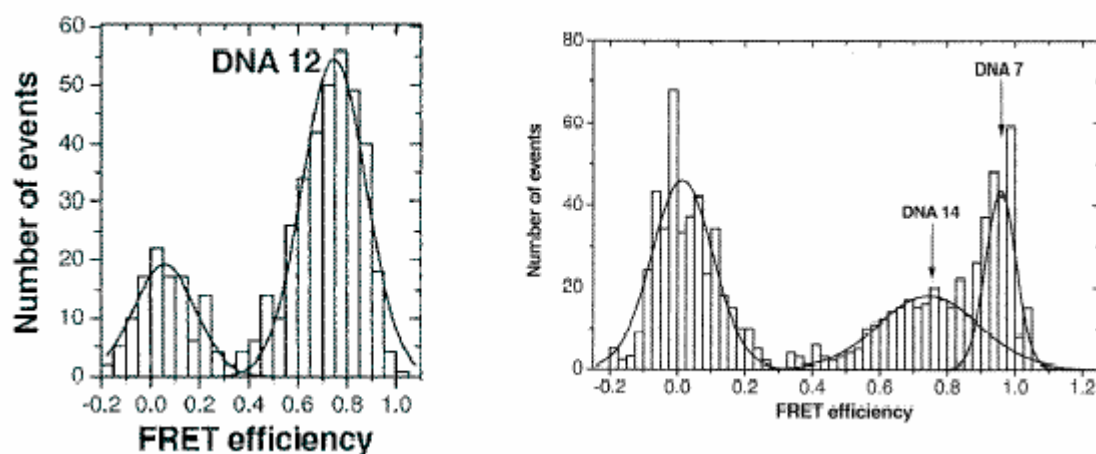 60
50
40
30
20
10
0
Number of events
DNA 12
-0.2 0.0 0.2 0.4 0.6 0.8 1.0
FRET efficiency
80
60
40
20
0
Number of events
DNA 7
DNA 14
-0.2 0.0 0.2 0.4 0.6 0.8 1.0 1.2
FRET efficiency